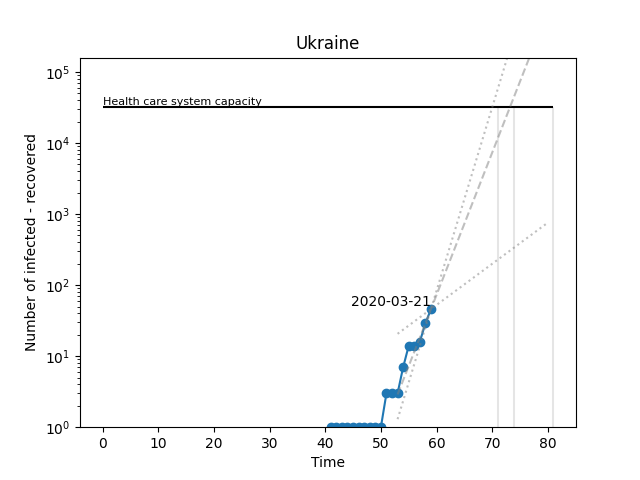 Ukraine
Number of infected - recovered
10^5
10^4
10^3
10^2
10^1
10^0
Health care system capacity
2020-03-21
0 10 20 30 40 50 60 70 80
Time